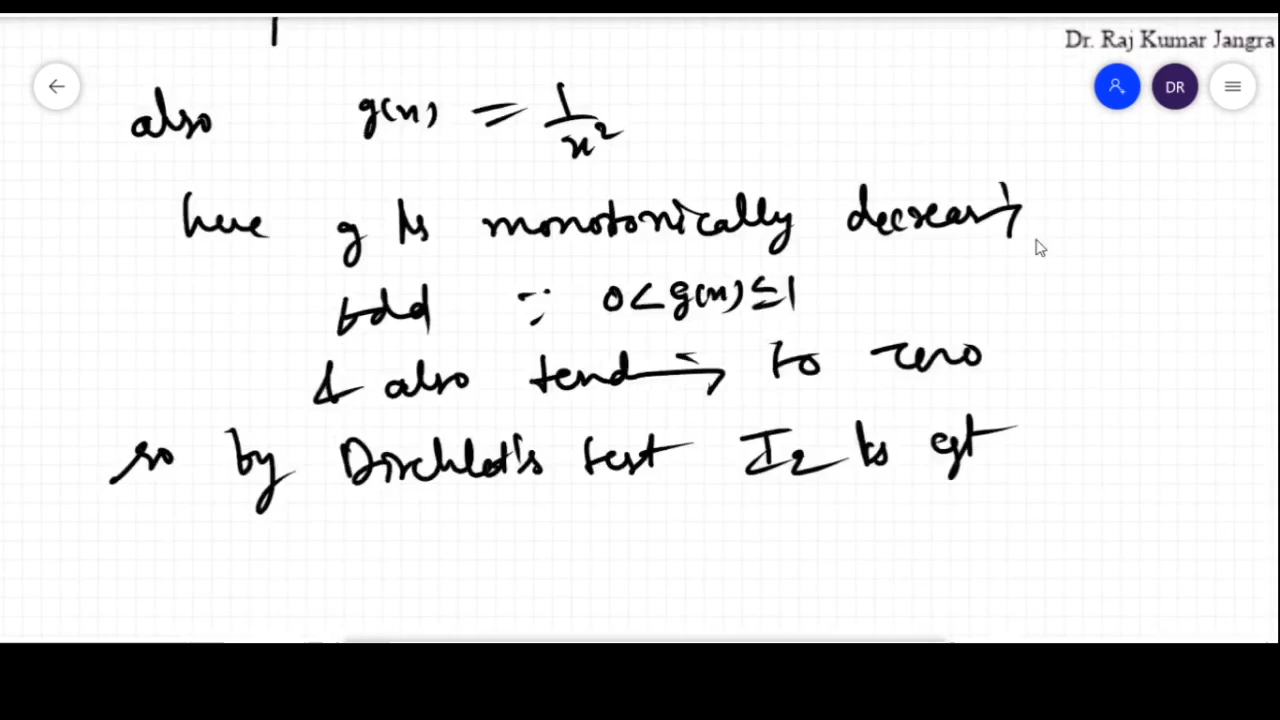 Dr. Raj Kumar Jangra
DR
also g(x) = 1/x²
here g is monotonically decreasing
bdd ∵ 0<g(x)≤1
& also tending to zero
so by Dirchlet's test I₂ is cgt